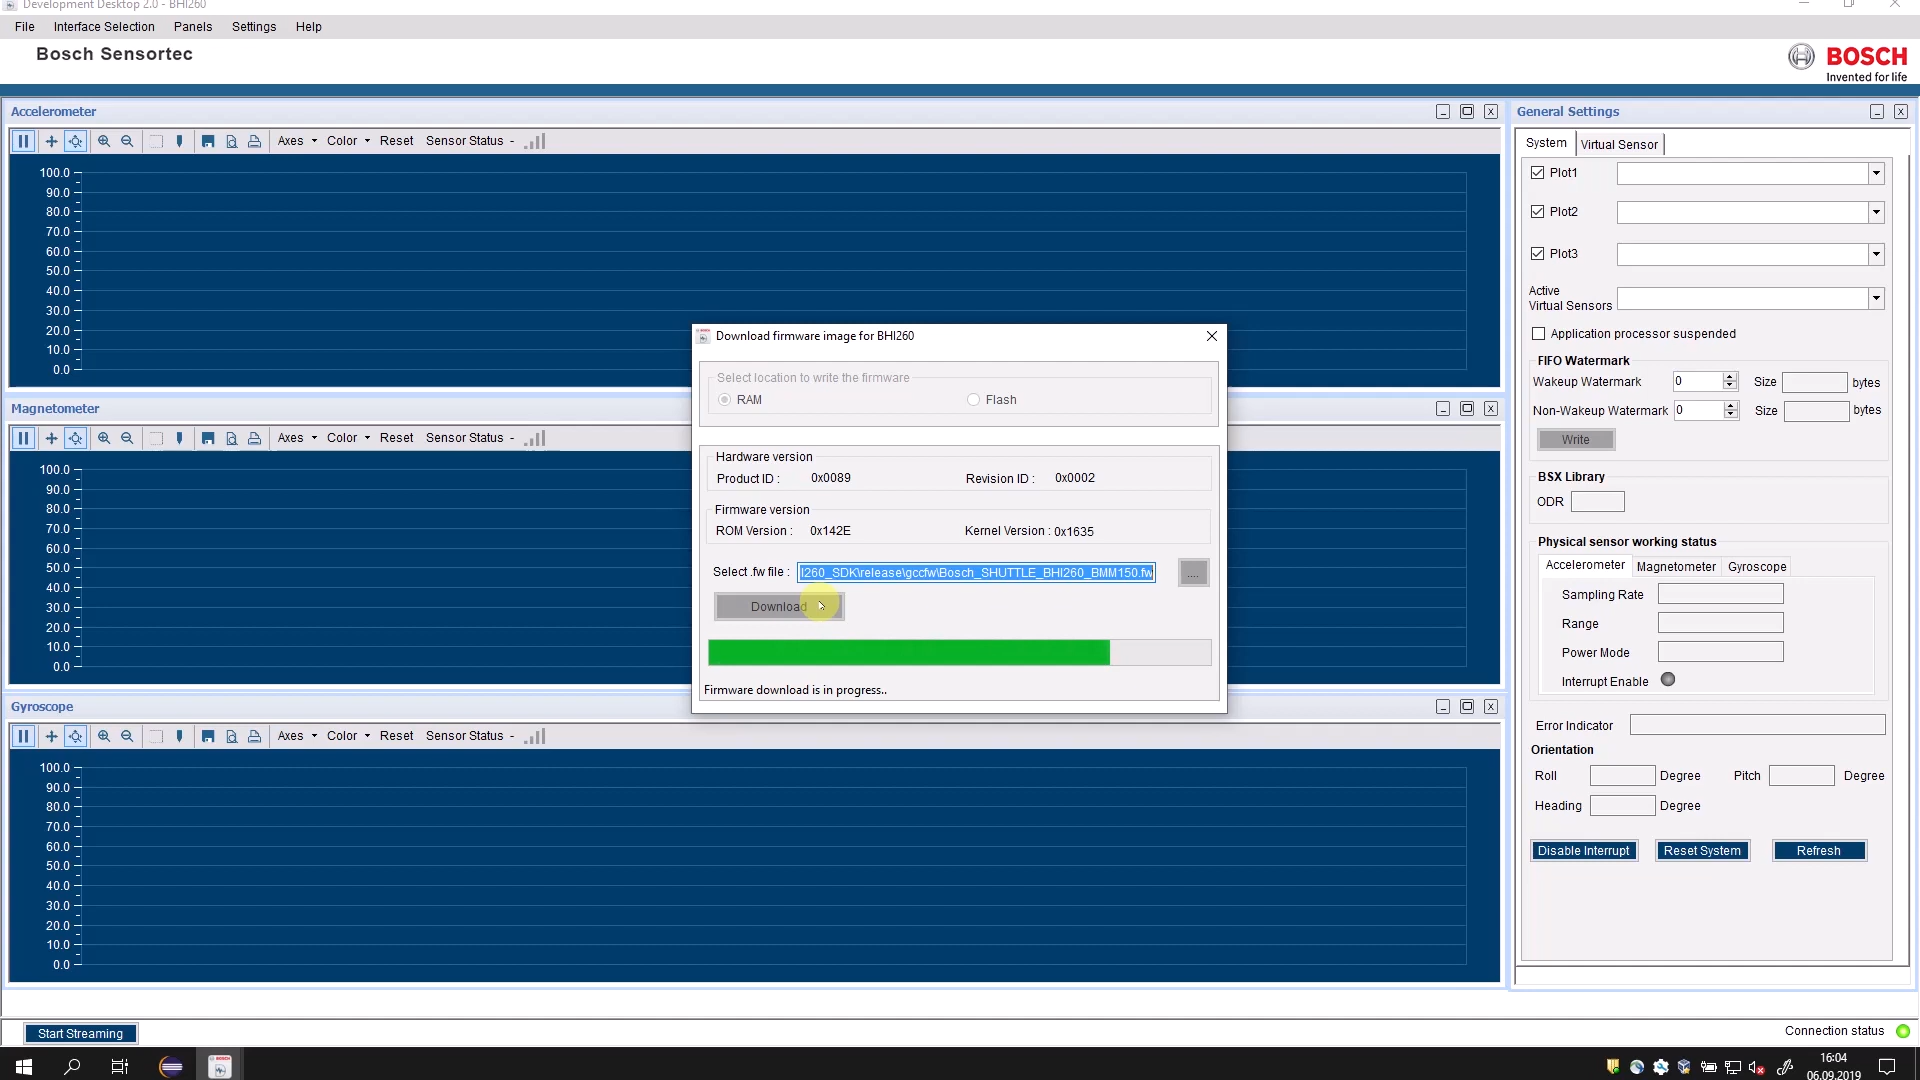 Development Desktop 2.0 - BHI260
File Interface Selection Panels Settings Help
Bosch Sensortec
BOSCH
Invented for life
Accelerometer
Axes Color Reset Sensor Status -
100.0
90.0
80.0
70.0
60.0
50.0
40.0
30.0
20.0
10.0
0.0
Magnetometer
Axes Color Reset Sensor Status -
100.0
90.0
80.0
70.0
60.0
50.0
40.0
30.0
20.0
10.0
0.0
Gyroscope
Axes Color Reset Sensor Status -
100.0
90.0
80.0
70.0
60.0
50.0
40.0
30.0
20.0
10.0
0.0
Download firmware image for BHI260
Select location to write the firmware
RAM Flash
Hardware version
Product ID : 0x0089 Revision ID : 0x0002
Firmware version
ROM Version : 0x142E Kernel Version : 0x1635
Select .fw file : I260_SDK\release\gccfw\Bosch_SHUTTLE_BHI260_BMM150.fw ....
Download
Firmware download is in progress..
General Settings
System Virtual Sensor
Plot1
Plot2
Plot3
Active
Virtual Sensors
Application processor suspended
FIFO Watermark
Wakeup Watermark 0 Size bytes
Non-Wakeup Watermark 0 Size bytes
Write
BSX Library
ODR
Physical sensor working status
Accelerometer Magnetometer Gyroscope
Sampling Rate
Range
Power Mode
Interrupt Enable
Error Indicator
Orientation
Roll Degree Pitch Degree
Heading Degree
Disable Interrupt Reset System Refresh
Start Streaming
Connection status
16:04
06.09.2019